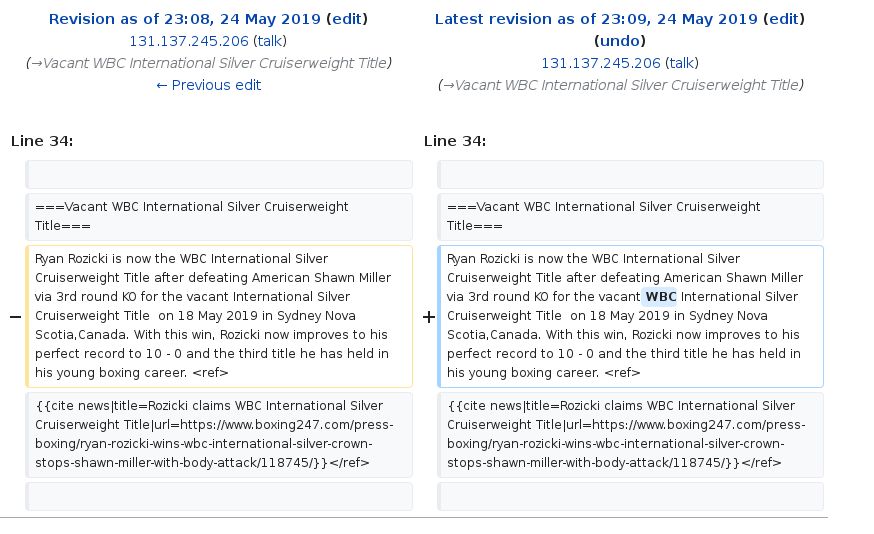 Revision as of 23:08, 24 May 2019 (edit)
131.137.245.206 (talk)
(→Vacant WBC International Silver Cruiserweight Title)
← Previous edit
Latest revision as of 23:09, 24 May 2019 (edit)
(undo)
131.137.245.206 (talk)
(→Vacant WBC International Silver Cruiserweight Title)
Line 34:
Line 34:
===Vacant WBC International Silver Cruiserweight
Title===
===Vacant WBC International Silver Cruiserweight
Title===
−
Ryan Rozicki is now the WBC International Silver
Cruiserweight Title after defeating American Shawn Miller
via 3rd round KO for the vacant International Silver
Cruiserweight Title  on 18 May 2019 in Sydney Nova
Scotia,Canada. With this win, Rozicki now improves to his
perfect record to 10 - 0 and the third title he has held in
his young boxing career. <ref>
+
Ryan Rozicki is now the WBC International Silver
Cruiserweight Title after defeating American Shawn Miller
via 3rd round KO for the vacant WBC International Silver
Cruiserweight Title  on 18 May 2019 in Sydney Nova
Scotia,Canada. With this win, Rozicki now improves to his
perfect record to 10 - 0 and the third title he has held in
his young boxing career. <ref>
{{cite news|title=Rozicki claims WBC International Silver
Cruiserweight Title|url=https://www.boxing247.com/press-
boxing/ryan-rozicki-wins-wbc-international-silver-crown-
stops-shawn-miller-with-body-attack/118745/}}</ref>
{{cite news|title=Rozicki claims WBC International Silver
Cruiserweight Title|url=https://www.boxing247.com/press-
boxing/ryan-rozicki-wins-wbc-international-silver-crown-
stops-shawn-miller-with-body-attack/118745/}}</ref>